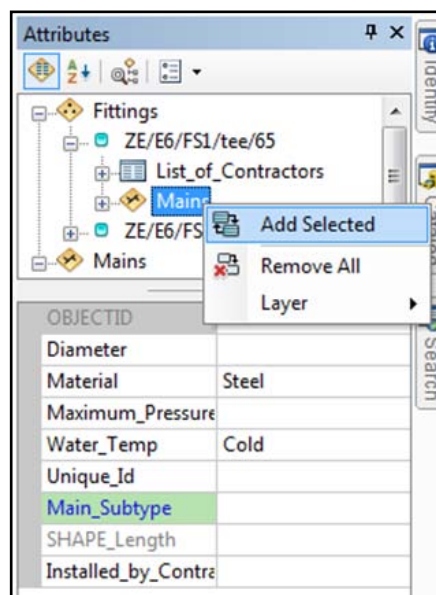 Attributes
Fittings
ZE/E6/FS1/tee/65
List_of_Contractors
Mains
ZE/E6/FS
Mains
Add Selected
Remove All
Layer
OBJECTID
Diameter
Material Steel
Maximum_Pressure
Water_Temp Cold
Unique_Id
Main_Subtype
SHAPE_Length
Installed_by_Contra
Identify
Search